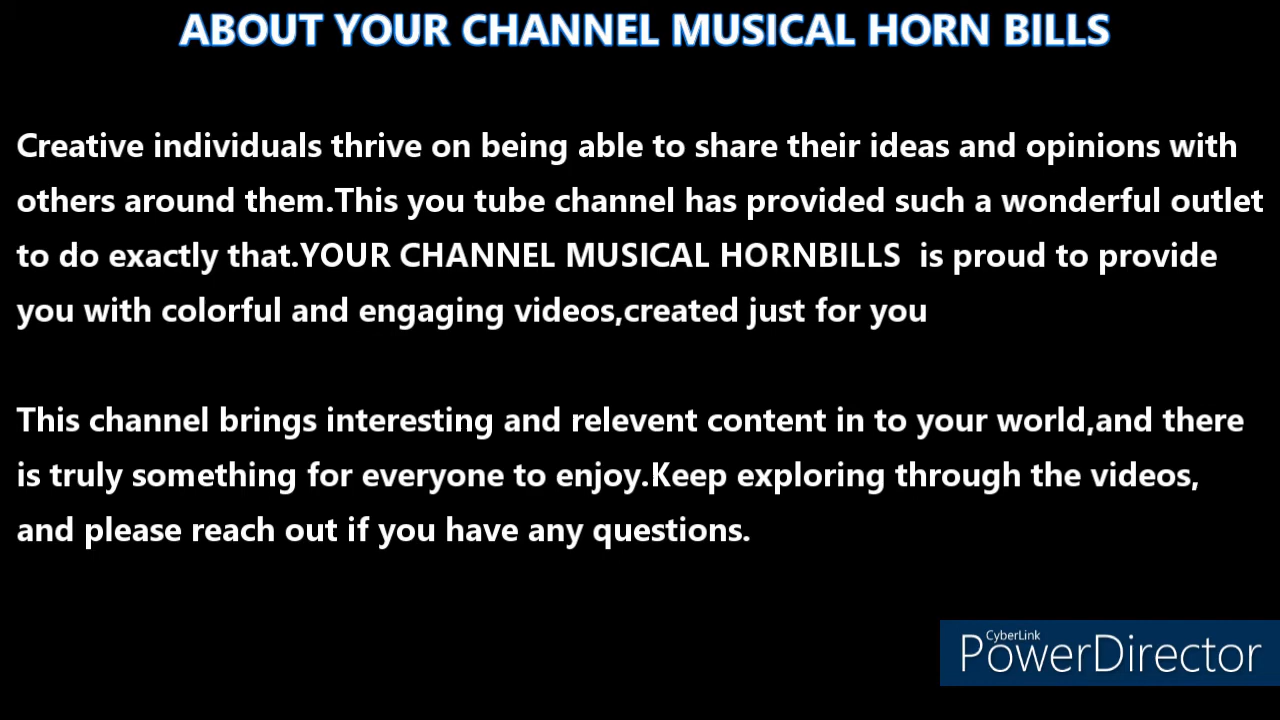 ABOUT YOUR CHANNEL MUSICAL HORN BILLS
Creative individuals thrive on being able to share their ideas and opinions with
others around them.This you tube channel has provided such a wonderful outlet
to do exactly that.YOUR CHANNEL MUSICAL HORNBILLS  is proud to provide
you with colorful and engaging videos,created just for you
This channel brings interesting and relevent content in to your world,and there
is truly something for everyone to enjoy.Keep exploring through the videos,
and please reach out if you have any questions.
CyberLink
PowerDirector